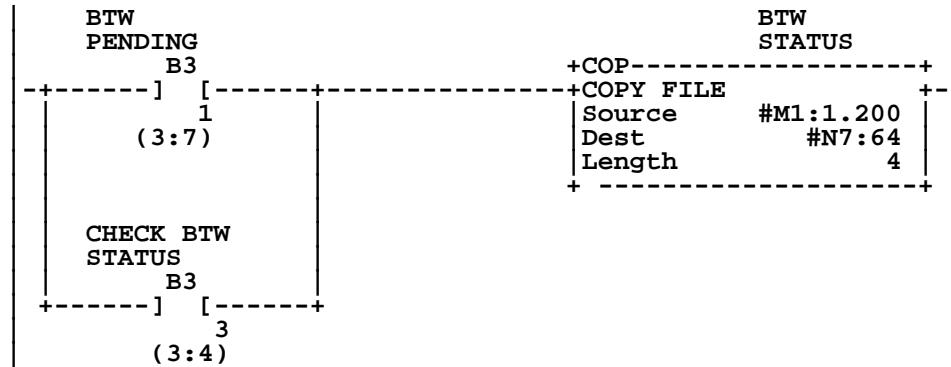 BTW BTW
PENDING STATUS
B3 +COP--------------------+
-+-------] [------+---------------+COPY FILE +-
1 Source #M1:1.200
(3:7) Dest #N7:64
Length 4
+ --------------------+
CHECK BTW
STATUS
B3
+-------] [------+
3
(3:4)